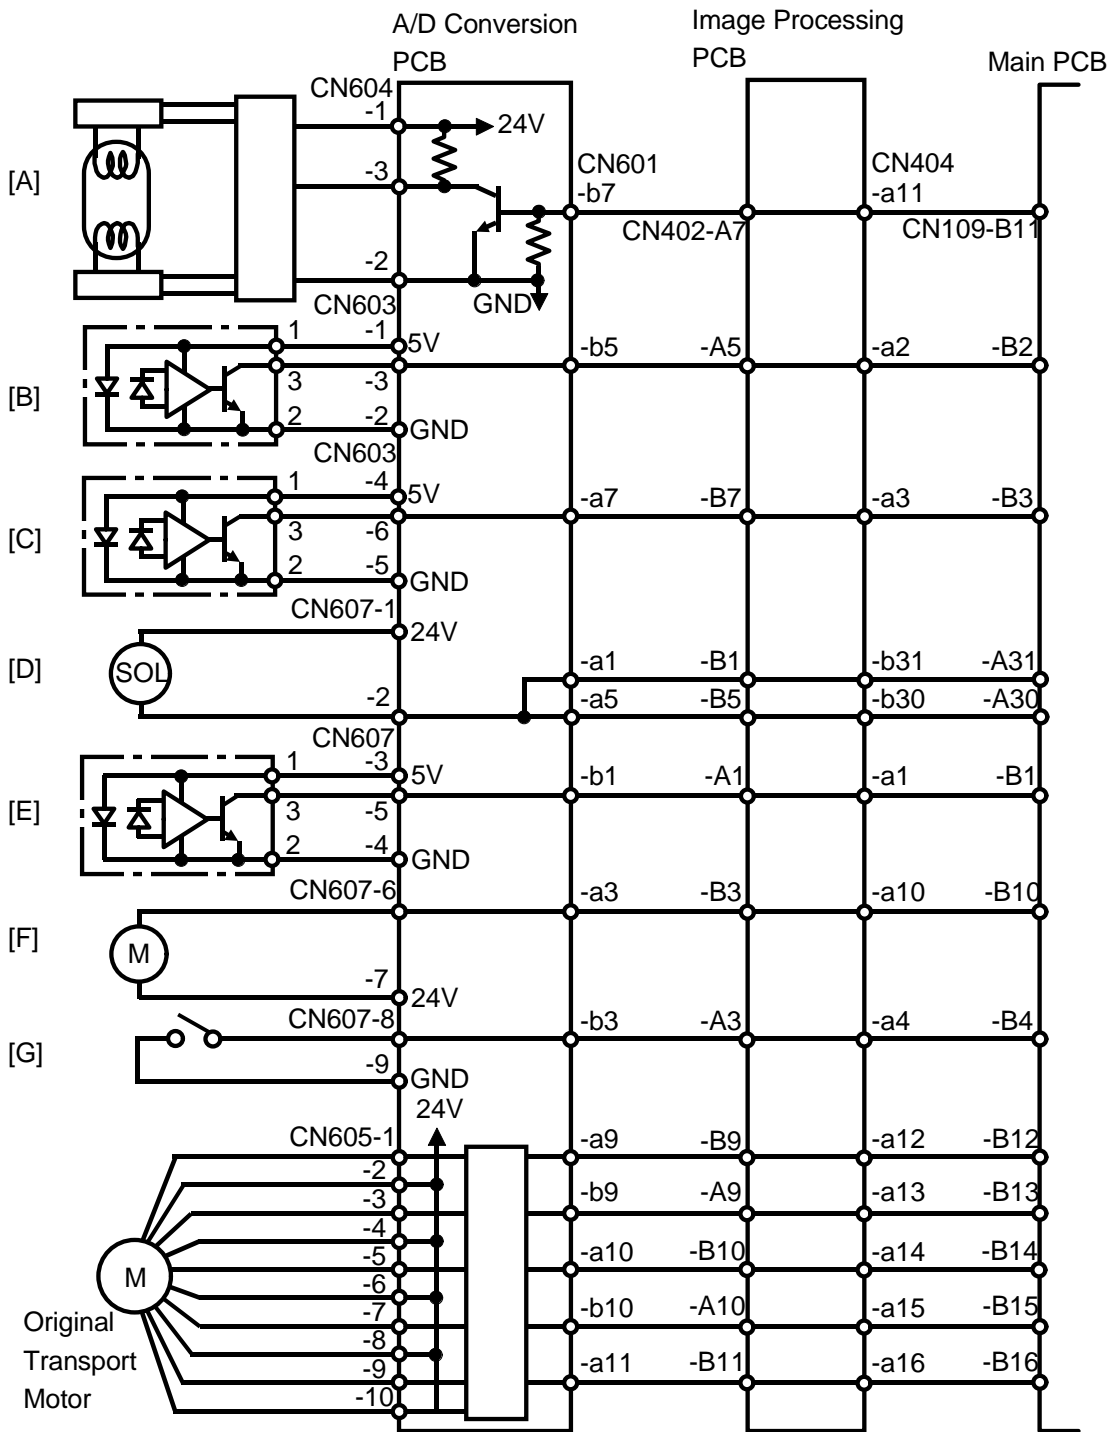 A/D Conversion
PCB
Image Processing
PCB
Main PCB
CN604
-1
24V
[A]
-3
CN601
-b7
CN404
-a11
CN402-A7
CN109-B11
-2
GND
CN603
1
-1
5V
-b5
-A5
-a2
-B2
[B]
3
-3
2
-2
GND
CN603
1
-4
5V
-a7
-B7
-a3
-B3
[C]
3
-6
2
-5
GND
CN607-1
24V
[D]
SOL
-a1
-B1
-b31
-A31
-2
-a5
-B5
-b30
-A30
CN607
1
-3
5V
-b1
-A1
-a1
-B1
[E]
3
-5
2
-4
GND
CN607-6
-a3
-B3
-a10
-B10
[F]
M
-7
24V
CN607-8
-b3
-A3
-a4
-B4
[G]
-9
GND
24V
CN605-1
-a9
-B9
-a12
-B12
-2
-3
-b9
-A9
-a13
-B13
-4
-5
-a10
-B10
-a14
-B14
M
-6
-7
-b10
-A10
-a15
-B15
Original
Transport
Motor
-8
-9
-a11
-B11
-a16
-B16
-10